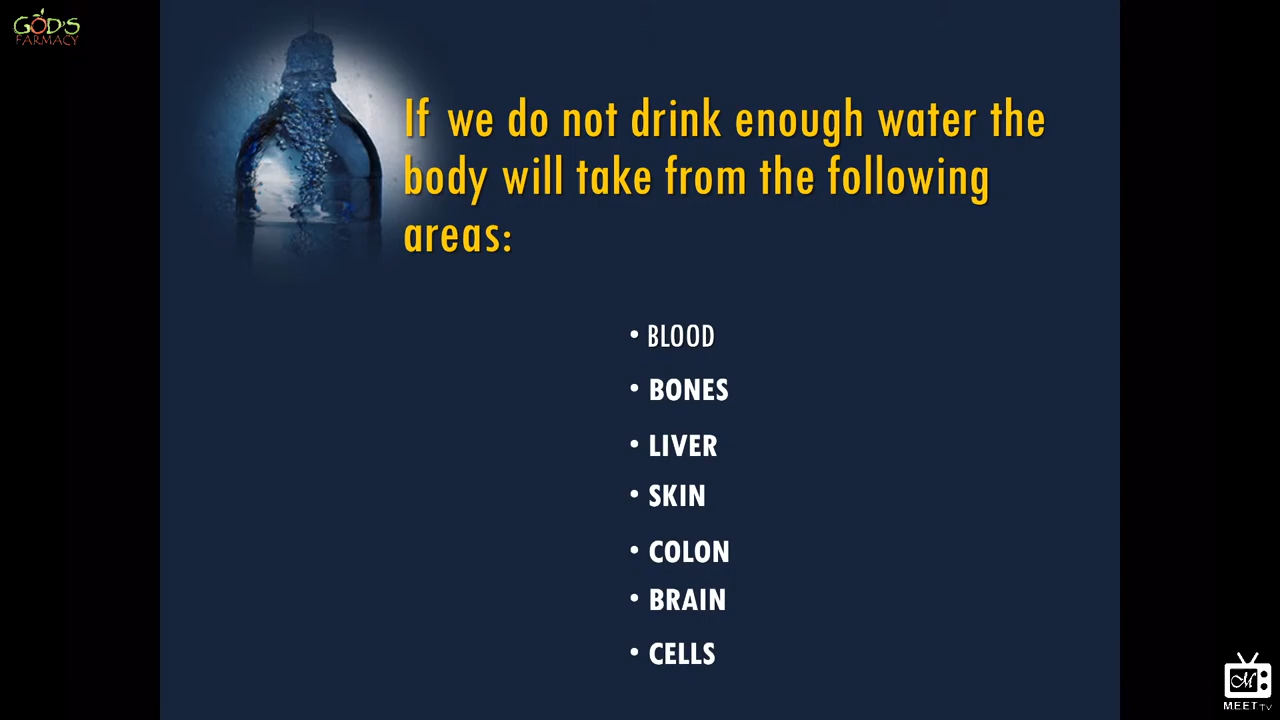 GOD'S
FARMACY
If we do not drink enough water the
body will take from the following
areas:
• BLOOD
• BONES
• LIVER
• SKIN
• COLON
• BRAIN
• CELLS
M
MEET TV